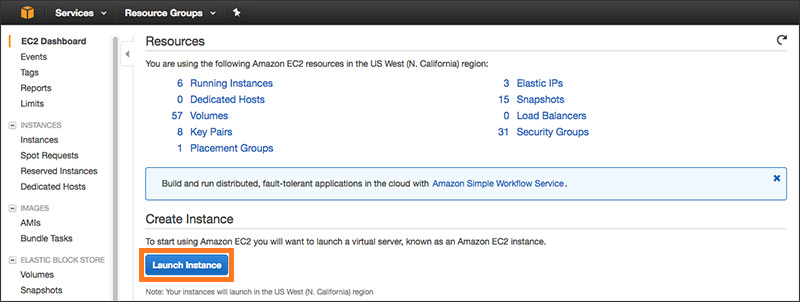 Services Resource Groups
EC2 Dashboard
Events
Tags
Reports
Limits
INSTANCES
Instances
Spot Requests
Reserved Instances
Dedicated Hosts
IMAGES
AMIs
Bundle Tasks
ELASTIC BLOCK STORE
Volumes
Snapshots
Resources
You are using the following Amazon EC2 resources in the US West (N. California) region:
6 Running Instances 3 Elastic IPs
0 Dedicated Hosts 15 Snapshots
57 Volumes 0 Load Balancers
8 Key Pairs 31 Security Groups
1 Placement Groups
Build and run distributed, fault-tolerant applications in the cloud with Amazon Simple Workflow Service.
Create Instance
To start using Amazon EC2 you will want to launch a virtual server, known as an Amazon EC2 instance.
Launch Instance
Note: Your instances will launch in the US West (N. California) region